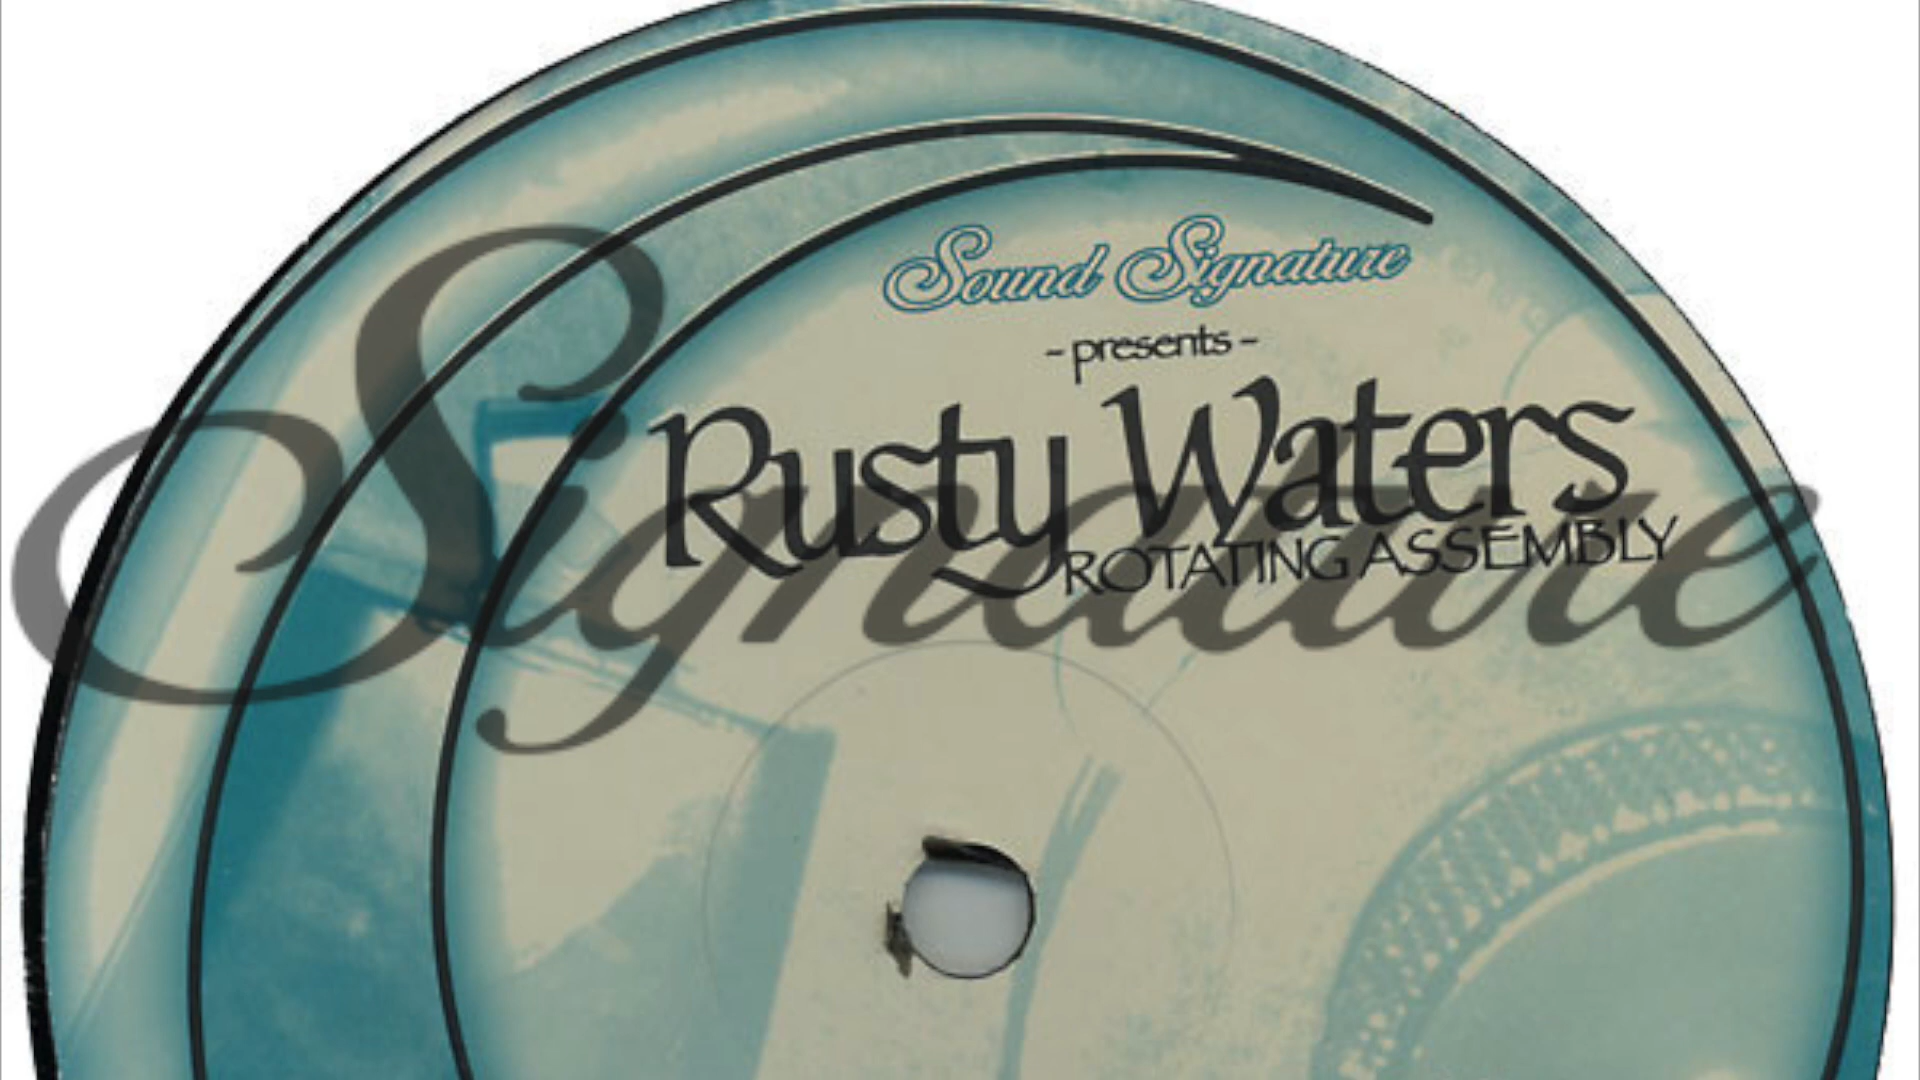 Sound Signature
- presents -
Rusty Waters
ROTATING ASSEMBLY
Signature